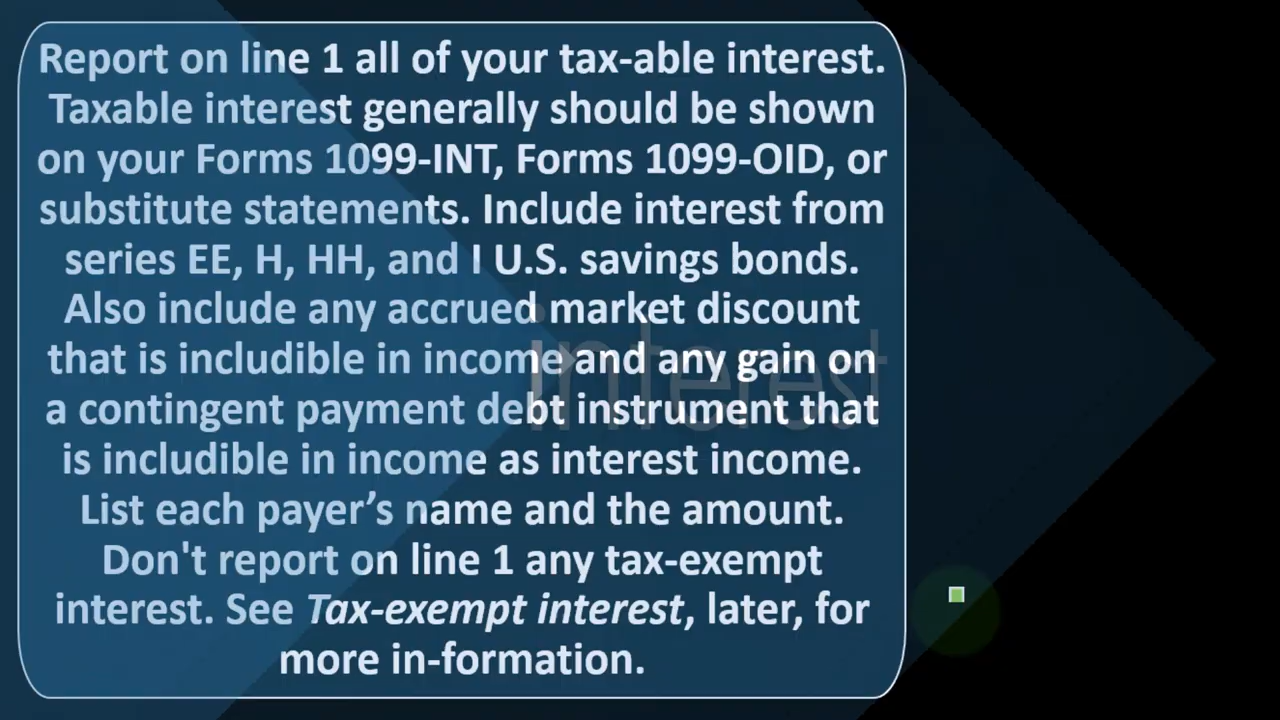 Report on line 1 all of your tax-able interest.
Taxable interest generally should be shown
on your Forms 1099-INT, Forms 1099-OID, or
substitute statements. Include interest from
series EE, H, HH, and I U.S. savings bonds.
Also include any accrued market discount
that is includible in income and any gain on
a contingent payment debt instrument that
is includible in income as interest income.
List each payer’s name and the amount.
Don't report on line 1 any tax-exempt
interest. See Tax-exempt interest, later, for
more in-formation.
interest